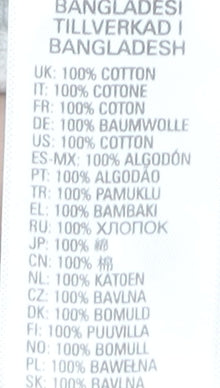 BANGLADESI
TILLVERKAD I
BANGLADESH
UK: 100% COTTON
IT: 100% COTONE
FR: 100% COTON
DE: 100% BAUMWOLLE
US: 100% COTTON
ES-MX: 100% ALGODÓN
PT: 100% ALGODÃO
TR: 100% PAMUKLU
EL: 100% BAMBAKI
RU: 100% ХЛОПОК
JP: 100% 綿
CN: 100% 棉
NL: 100% KATOEN
CZ: 100% BAVLNA
DK: 100% BOMULD
FI: 100% PUUVILLA
NO: 100% BOMULL
PL: 100% BAWEŁNA
SK: 100% BAVLNA